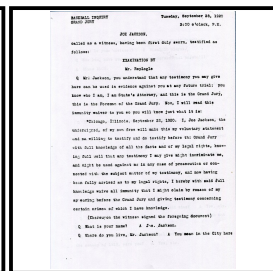 BASEBALL INQUEST
GRAND JURY
Tuesday, September 28, 1920
3:00 o'clock, P.M.
JOE JACKSON,
called as a witness, having been first duly sworn, testified as
follows:
EXAMINATION BY
Mr. Replogle
Q Mr. Jackson, you understand that any testimony you may give
here can be used in evidence against you at any future trial; you
know who I am, I am State's Attorney, and this is the Grand Jury,
this is the Foreman of the Grand Jury. Now, I will read this
immunity waiver to you so you will know just what it is:
"Chicago, Illinois, September 28, 1920. I, Joe Jackson, the
undersigned, of my own free will make this my voluntary statement
and am willing to testify and do testify before the Grand Jury
with full knowledge of all the facts and of my legal rights, know-
ing full well that any testimony I may give might incriminate me,
and might be used against me in any case of prosecution or con-
nected with the subject matter of my testimony, and now having
been fully advised as to my legal rights, I hereby with said full
knowledge waive all immunity that I might claim by reason of my
appearing before the Grand Jury and giving testimony concerning
certain crimes of which I have knowledge.
(Whereupon the witness signed the foregoing document)
Q What is your name? A Joe Jackson.
Q Where do you live, Mr. Jackson? A You mean in the City here